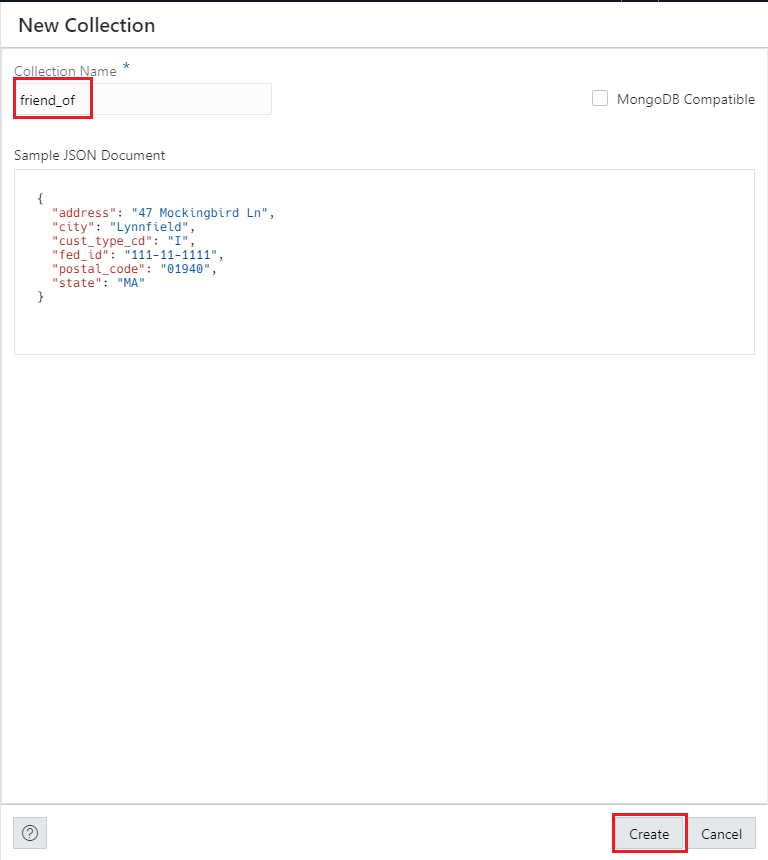 New Collection
Collection Name *
friend_of
MongoDB Compatible
Sample JSON Document
{
  "address": "47 Mockingbird Ln",
  "city": "Lynnfield",
  "cust_type_cd": "I",
  "fed_id": "111-11-1111",
  "postal_code": "01940",
  "state": "MA"
}
?
Create
Cancel